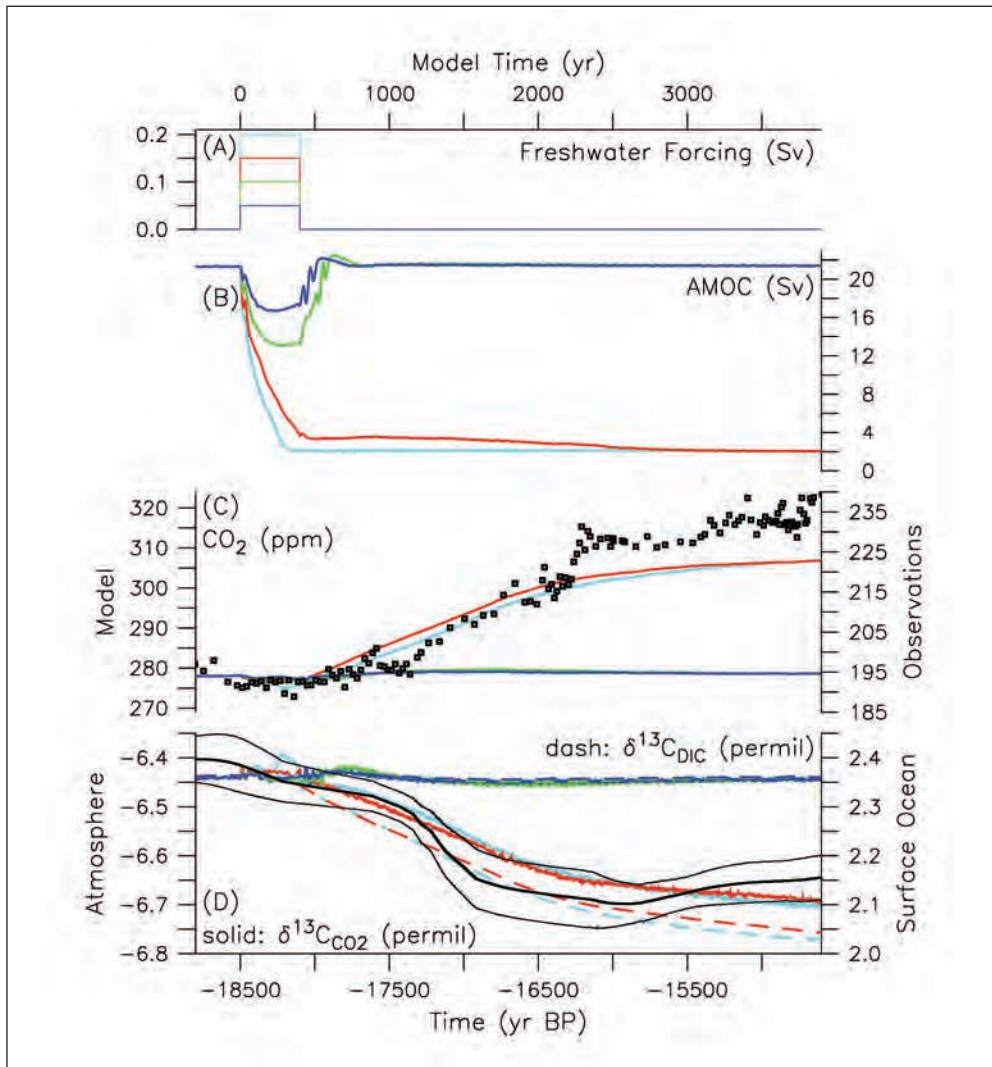 Model Time (yr)
0 1000 2000 3000
(A) Freshwater Forcing (Sv)
0.2
0.1
0.0
(B) AMOC (Sv)
20
16
12
8
4
0
(C)
CO2 (ppm)
Model
320
310
300
290
280
270
Observations
235
225
215
205
195
185
dash: δ13CDIC (permil)
Atmosphere
-6.4
-6.5
-6.6
-6.7
-6.8
Surface Ocean
2.4
2.3
2.2
2.1
2.0
(D)
solid: δ13CCO2 (permil)
-18500 -17500 -16500 -15500
Time (yr BP)